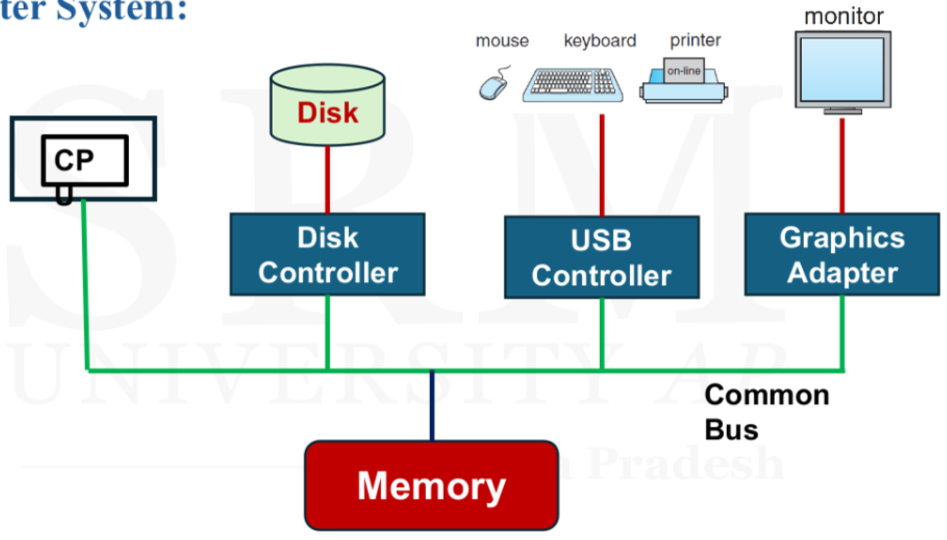 ter System:
monitor
mouse keyboard printer
on-line
Disk
CP
U
Disk
Controller
USB
Controller
Graphics
Adapter
Common
Bus
Memory
SRM
UNIVERSITY AP
Pradesh